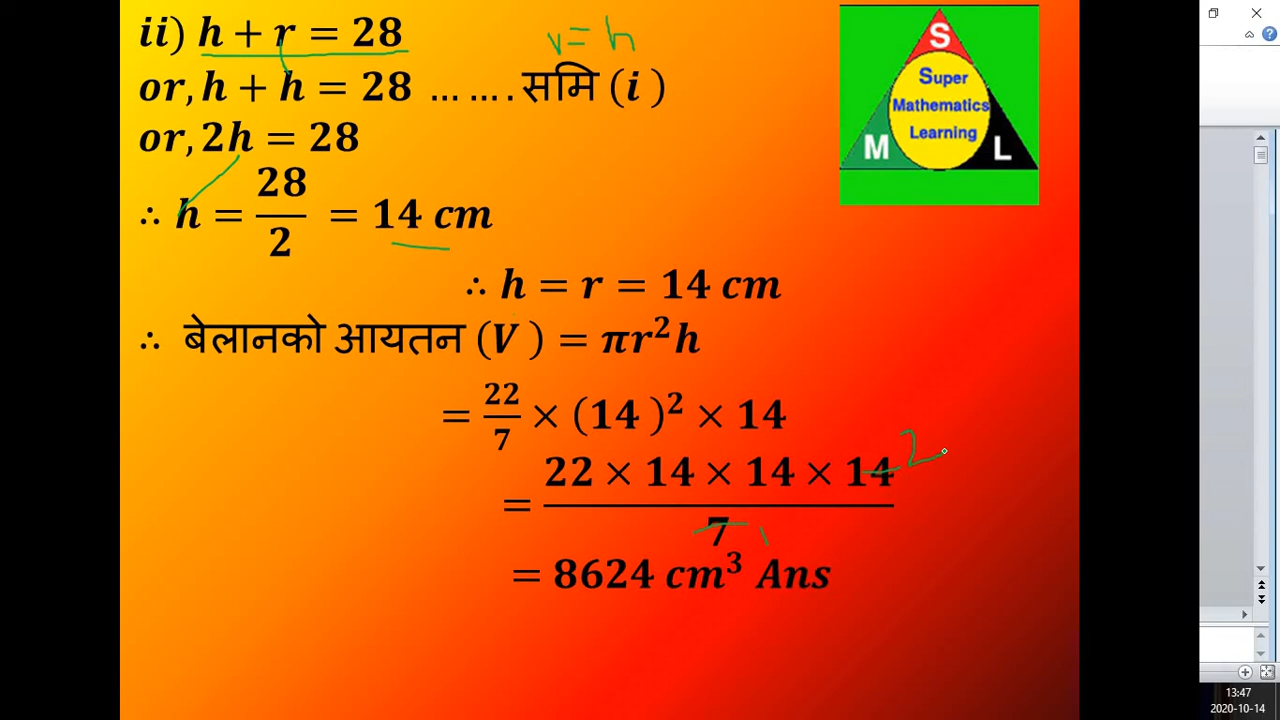 ii) h + r = 28
v = h
or, h + h = 28 … … . समि (i )
or, 2h = 28
∴ h = 28/2 = 14 cm
∴ h = r = 14 cm
∴ बेलानको आयतन (V ) = πr²h
= 22/7 × (14 )² × 14
= 22 × 14 × 14 × 14 / 7
2
1
= 8624 cm³ Ans
S
Super
Mathematics
Learning
M L
13:47
2020-10-14